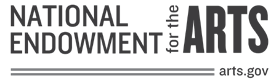 NATIONAL
ENDOWMENT
for the
ARTS
arts.gov